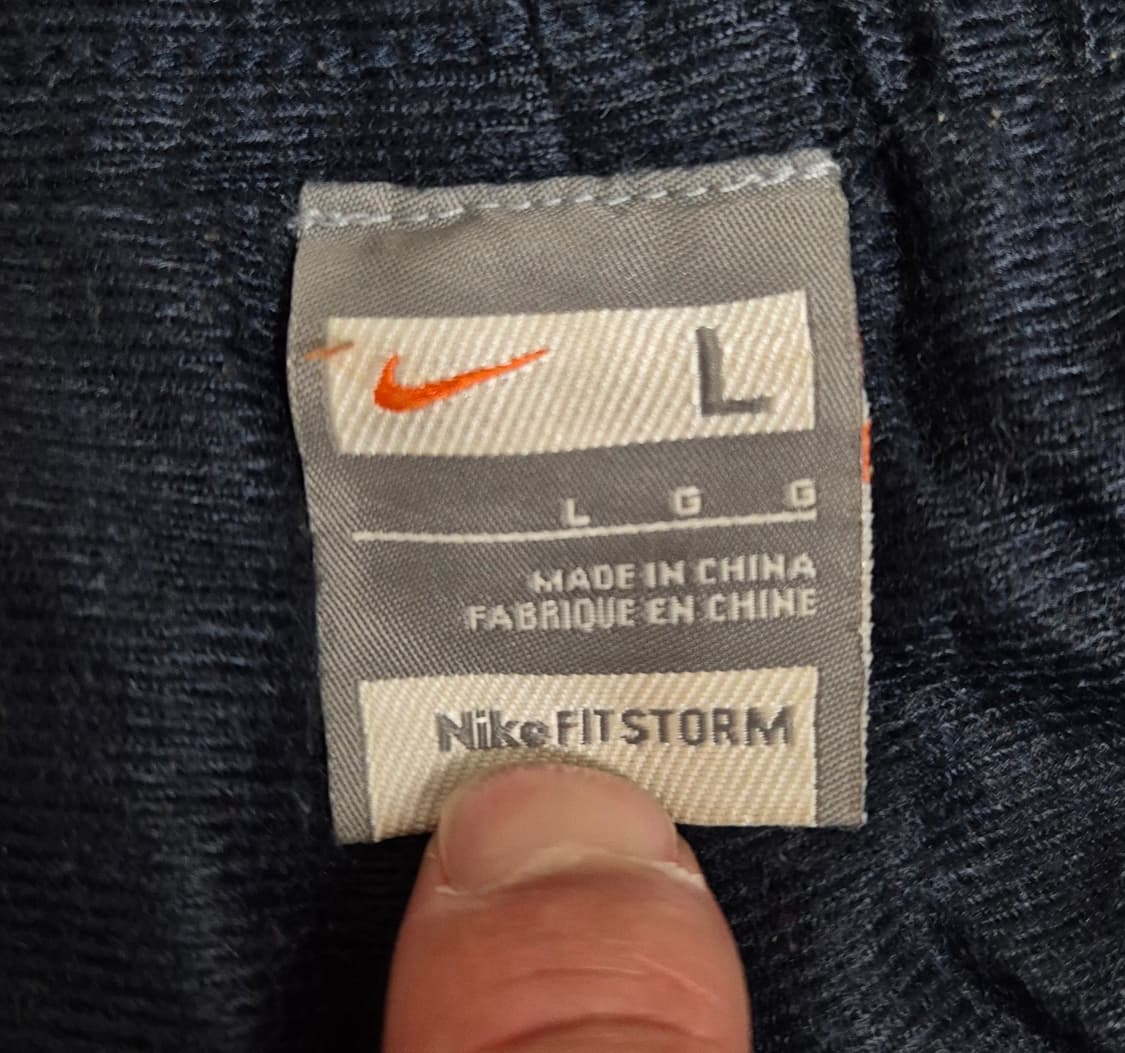 L
L G G
MADE IN CHINA
FABRIQUE EN CHINE
Nike FIT STORM